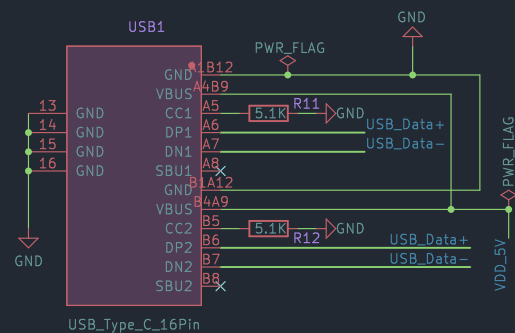 USB1
GND
PWR_FLAG
A1B12
GND
A4B9
VBUS
13 GND
A5
CC1
5.1K
R11
GND
14 GND
A6
DP1
USB_Data+
15 GND
A7
DN1
USB_Data-
16 GND
A8
SBU1
B1A12
GND
PWR_FLAG
B4A9
VBUS
B5
CC2
5.1K
R12
GND
B6
DP2
USB_Data+
GND
B7
DN2
USB_Data-
B8
SBU2
VDD_5V
USB_Type_C_16Pin